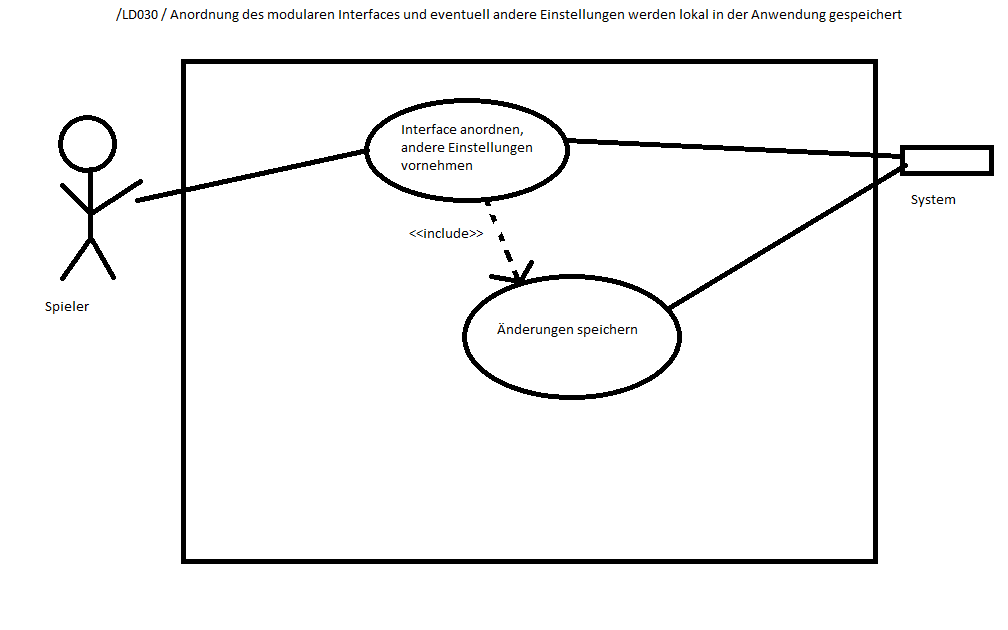 /LD030 / Anordnung des modularen Interfaces und eventuell andere Einstellungen werden lokal in der Anwendung gespeichert
Interface anordnen,
andere Einstellungen
vornehmen
System
<<include>>
Spieler
Änderungen speichern